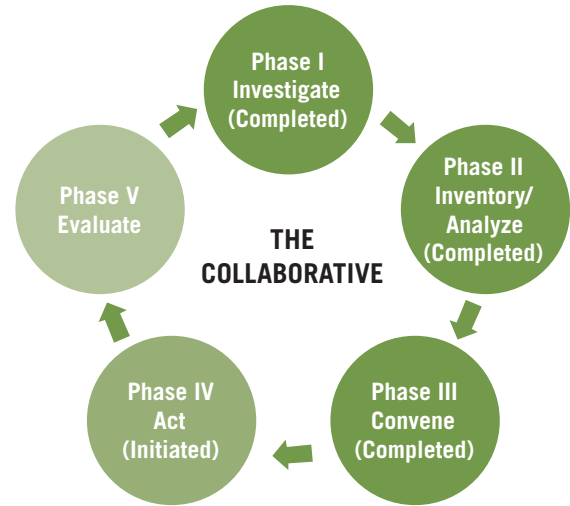 Phase I
Investigate
(Completed)
Phase II
Inventory/
Analyze
(Completed)
Phase III
Convene
(Completed)
Phase IV
Act
(Initiated)
Phase V
Evaluate
THE
COLLABORATIVE